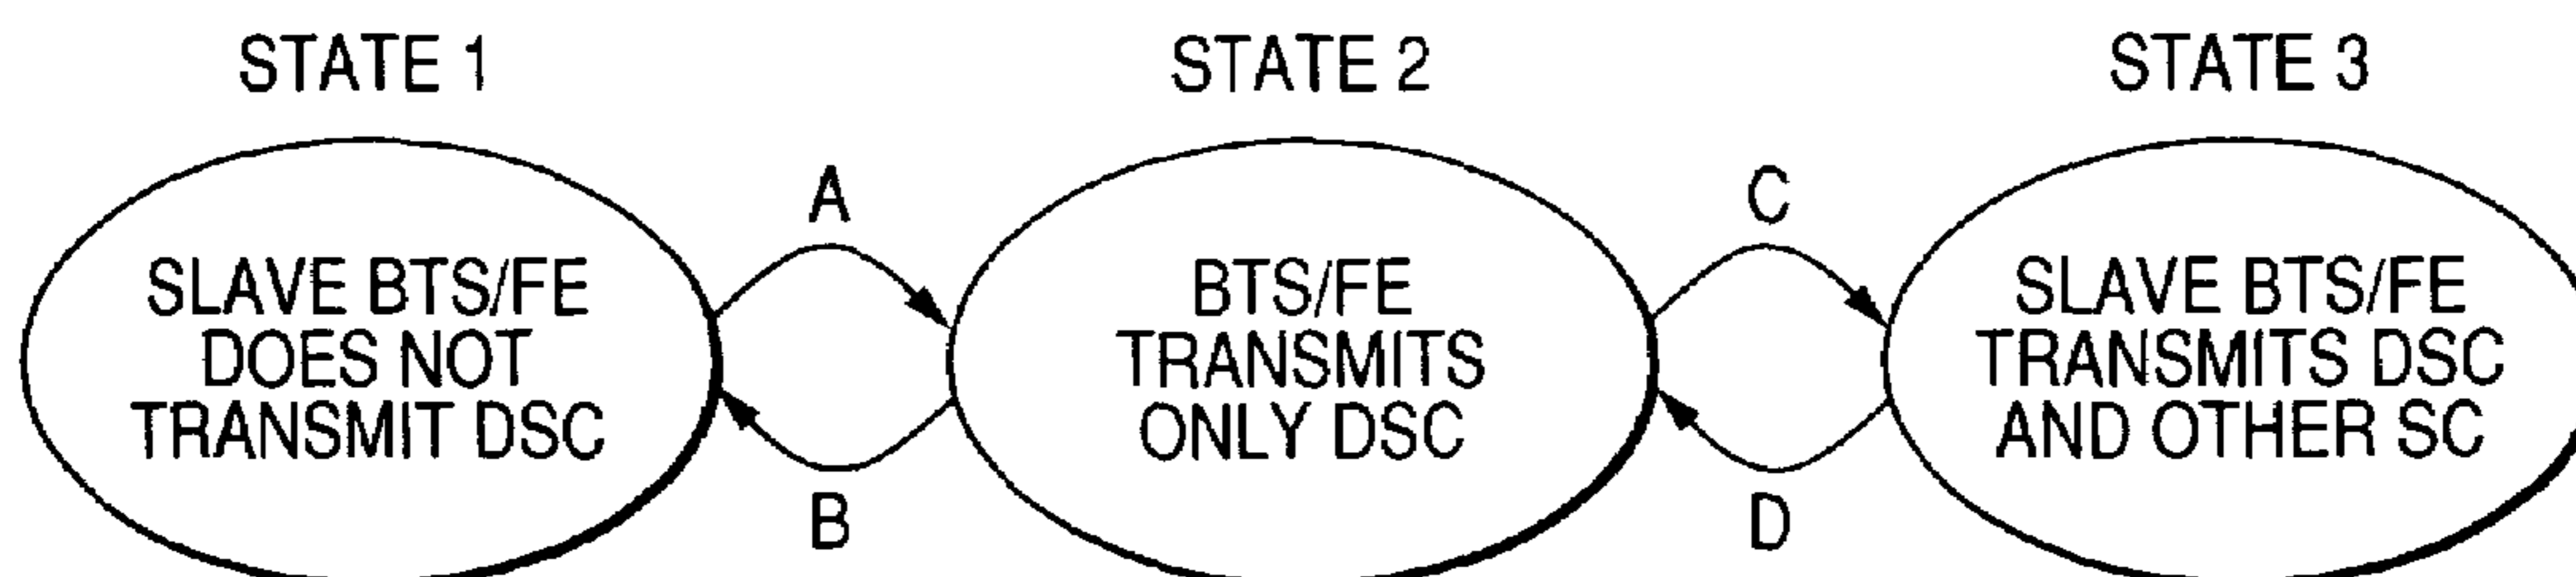 STATE 1
STATE 2
STATE 3
A
C
SLAVE BTS/FE
DOES NOT
TRANSMIT DSC
BTS/FE
TRANSMITS
ONLY DSC
SLAVE BTS/FE
TRANSMITS DSC
AND OTHER SC
B
D